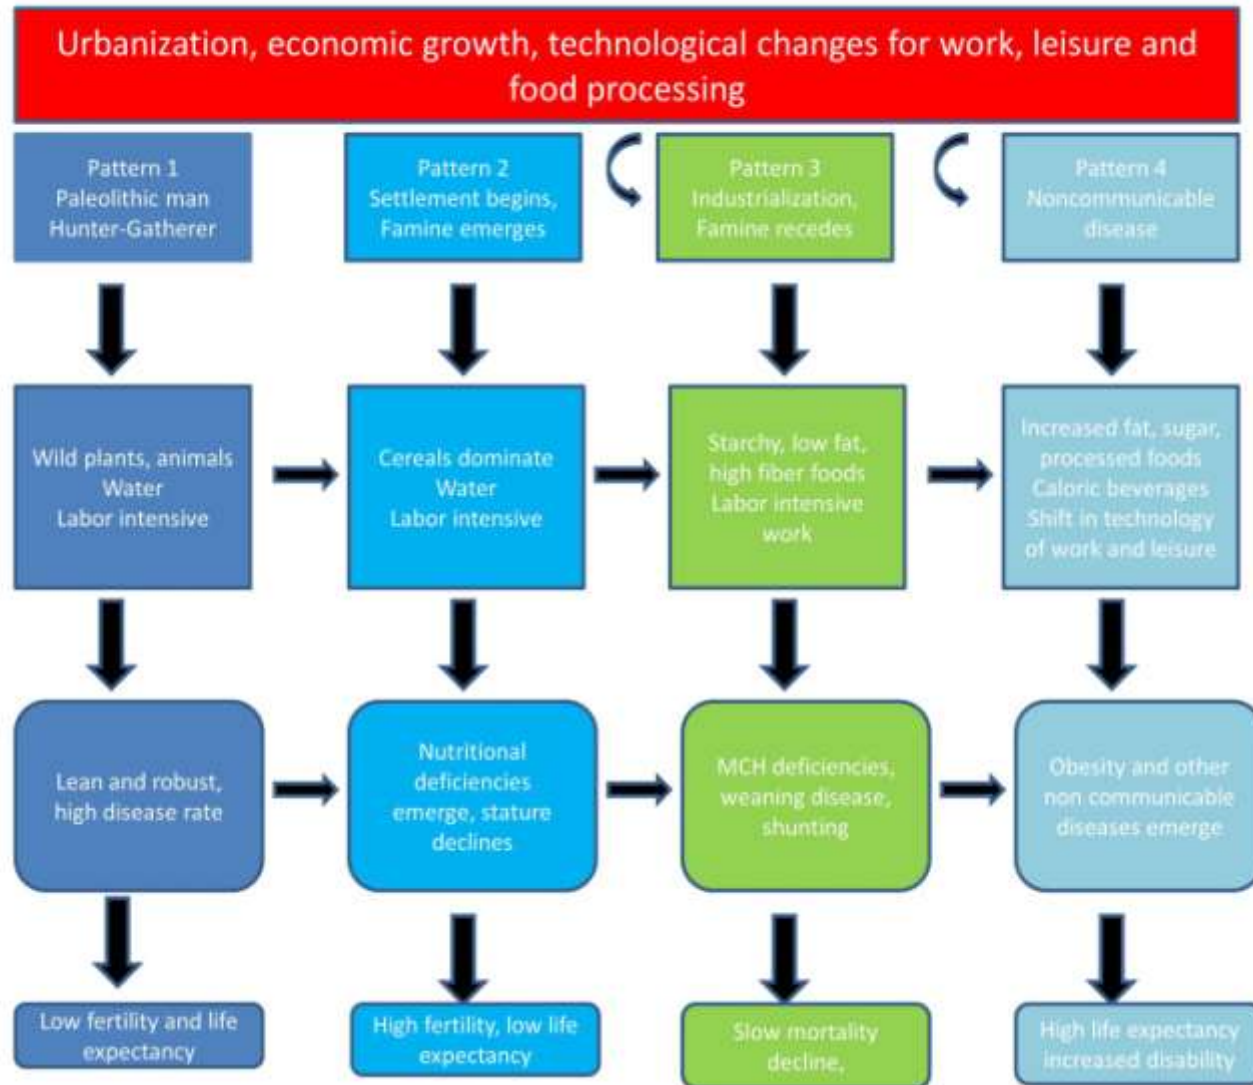 Urbanization, economic growth, technological changes for work, leisure and
food processing
Pattern 1
Paleolithic man
Hunter-Gatherer
Pattern 2
Settlement begins,
Famine emerges
Pattern 3
Industrialization,
Famine recedes
Pattern 4
Noncommunicable
disease
Wild plants, animals
Water
Labor intensive
Cereals dominate
Water
Labor intensive
Starchy, low fat,
high fiber foods
Labor intensive
work
Increased fat, sugar,
processed foods
Caloric beverages
Shift in technology
of work and leisure
Lean and robust,
high disease rate
Nutritional
deficiencies
emerge, stature
declines
MCH deficiencies,
weaning disease,
shunting
Obesity and other
non communicable
diseases emerge
Low fertility and life
expectancy
High fertility, low life
expectancy
Slow mortality
decline,
High life expectancy
increased disability